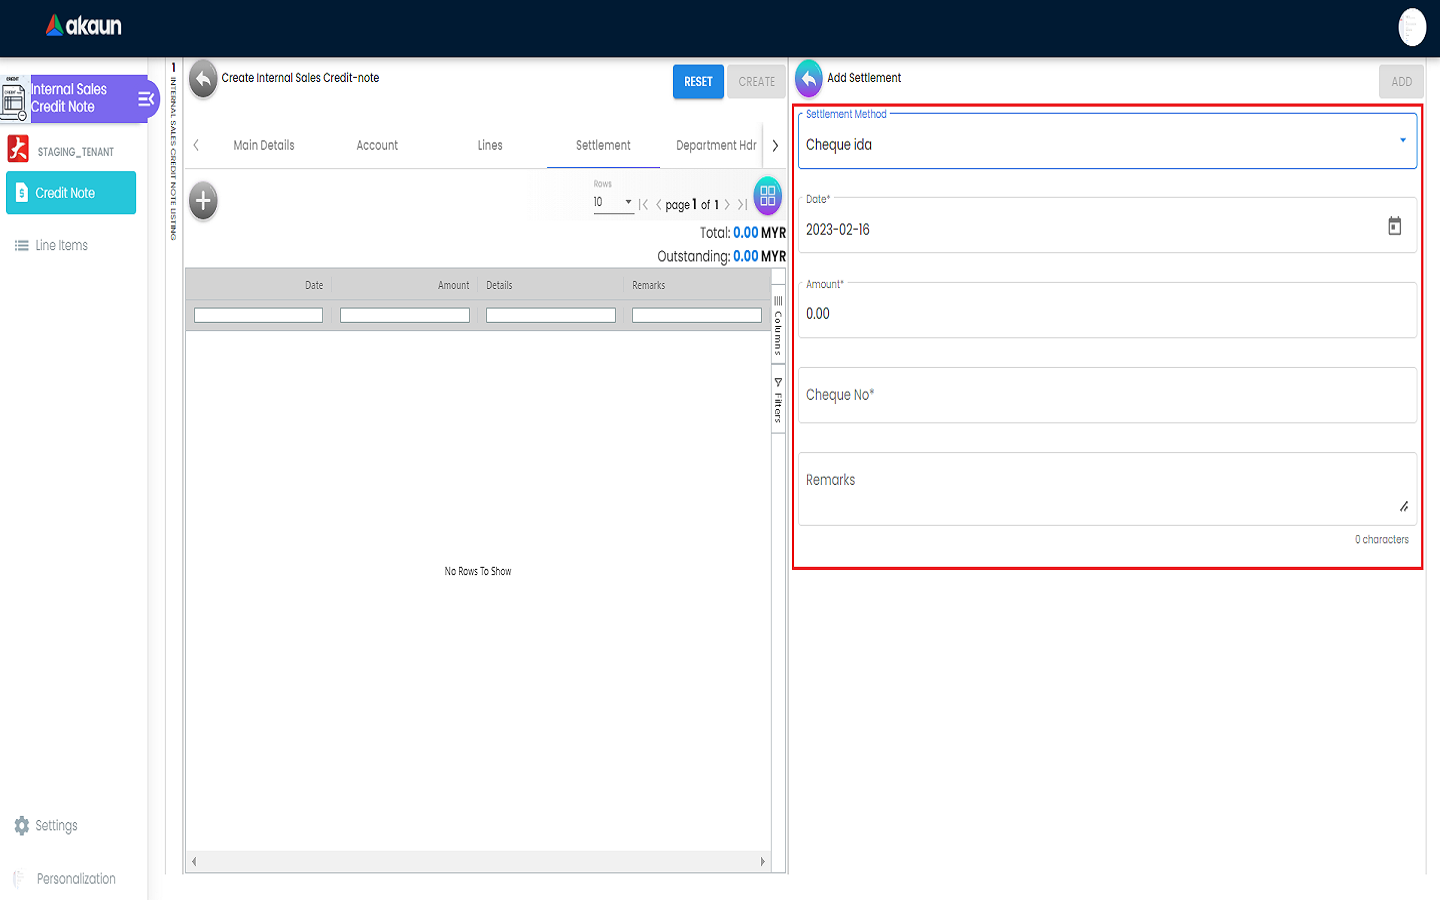 akaun
Internal Sales
Credit Note
STAGING_TENANT
Credit Note
Line Items
Settings
Personalization
1 INTERNAL SALES CREDIT NOTE LISTING
Create Internal Sales Credit-note
RESET
CREATE
Main Details
Account
Lines
Settlement
Department Hdr
Rows
10
page 1 of 1
Total: 0.00 MYR
Outstanding: 0.00 MYR
Date
Amount
Details
Remarks
Columns
Filters
No Rows To Show
Add Settlement
ADD
Settlement Method
Cheque ida
Date*
2023-02-16
Amount*
0.00
Cheque No*
Remarks
0 characters